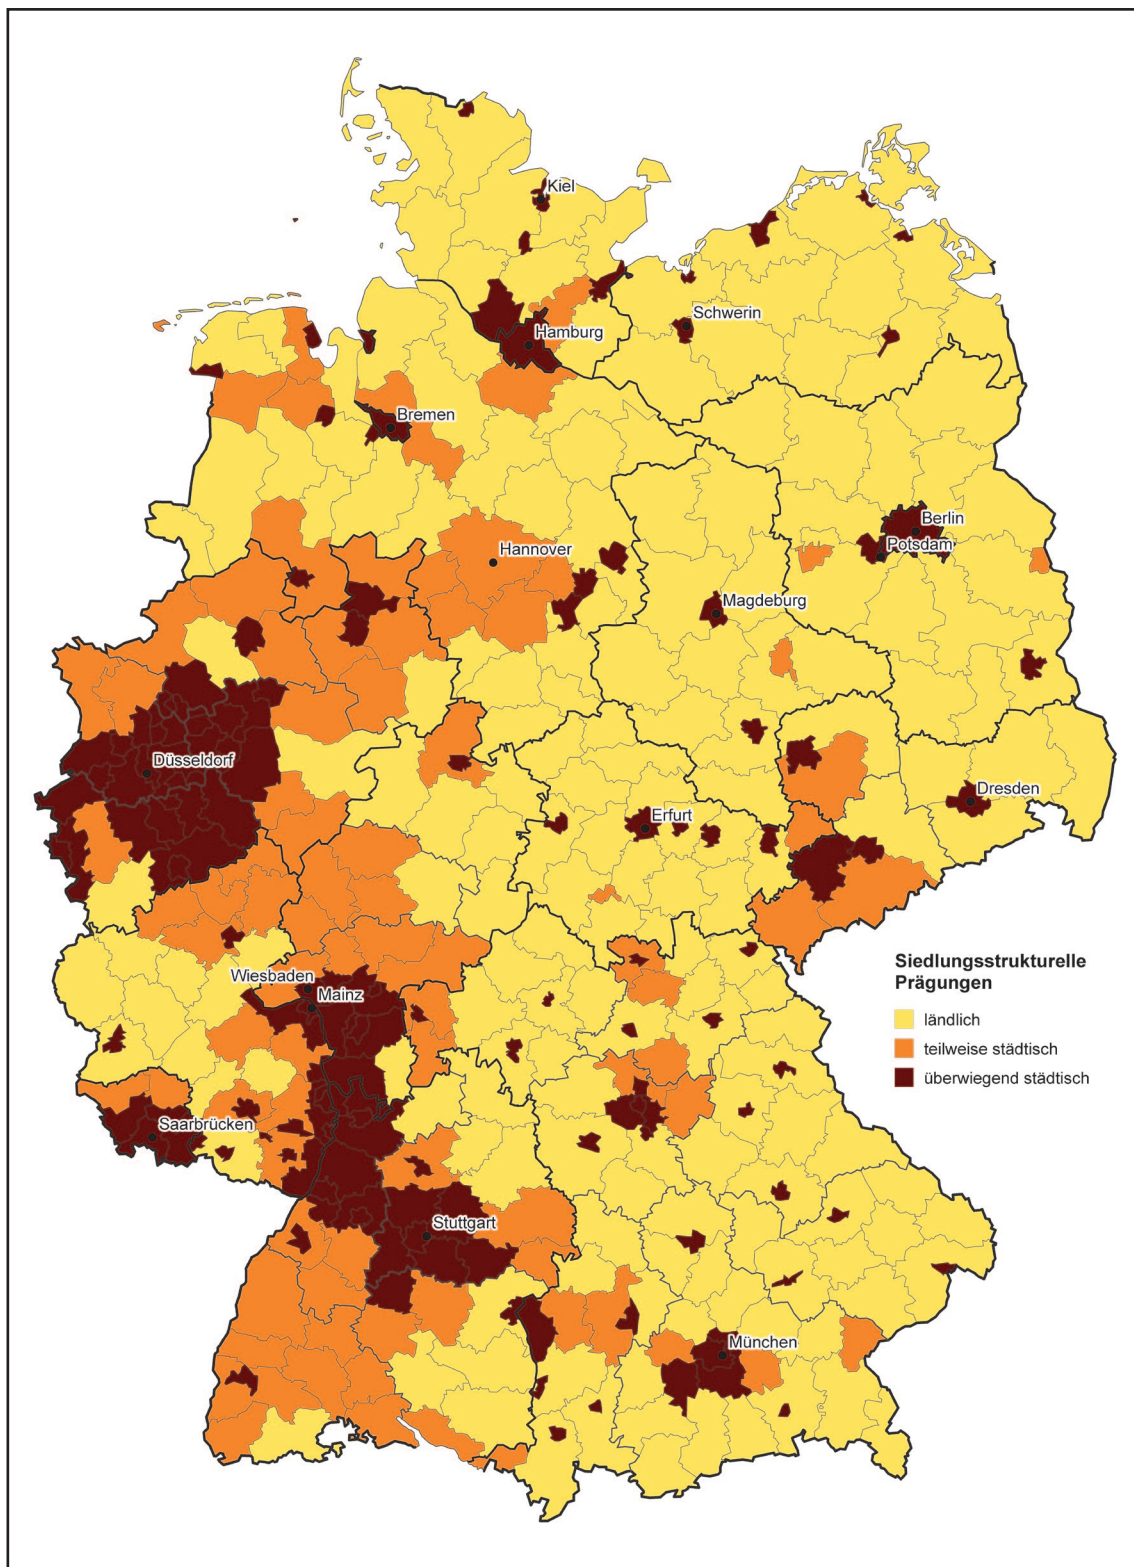 Kiel
Schwerin
Hamburg
Bremen
Berlin
Potsdam
Hannover
Magdeburg
Düsseldorf
Dresden
Erfurt
Wiesbaden
Mainz
Saarbrücken
Stuttgart
München
Siedlungsstrukturelle
Prägungen
ländlich
teilweise städtisch
überwiegend städtisch